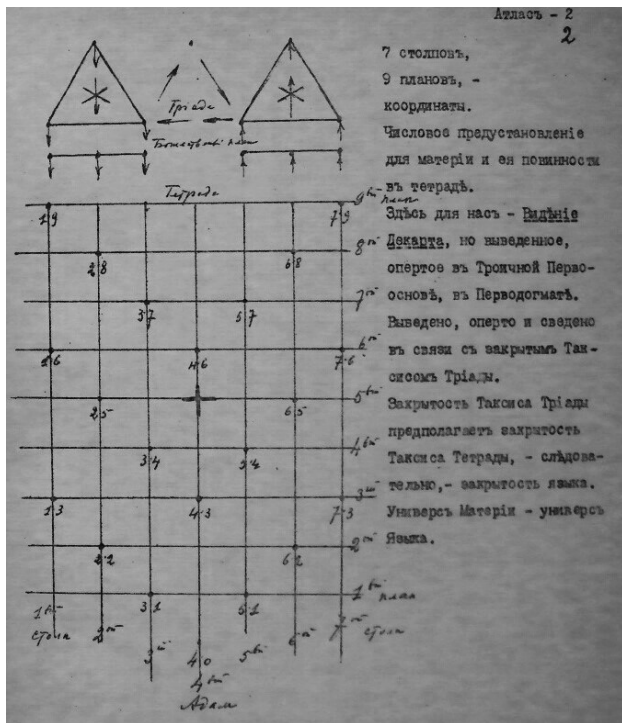 Атласъ - 2
2
7 столповъ,
9 плановъ, -
координаты.
Числовое предустановленіе
для матеріи и ея повинности
въ тетрадѣ.
Здѣсь для насъ - Видѣніе
Декарта, но выведенное,
опертое въ Троичной Перво-
основѣ, въ Перводогматѣ.
Выведено, оперто и сведено
въ связи съ закрытымъ Так-
сисомъ Тріады.
Закрытость Таксиса Тріады
предполагаетъ закрытость
Таксиса Тетрады, - слѣдова-
тельно,- закрытость языка.
Универсъ Матеріи - универсъ
Языка.
Тріада
планъ
Тетрада
9ый планъ
1.9
7.9
8ой
2.8
6.8
7ой
3.7
5.7
6ой
1.6
4.6
7.6
5ый
2.5
6.5
4ый
3.4
5.4
3ій
1.3
4.3
7.3
2ой
2.2
6.2
1ый планъ
3.1
5.1
1ый столп
2ой
3ій
4.0
4ый
Адам
5ый
6ой
7ой столп